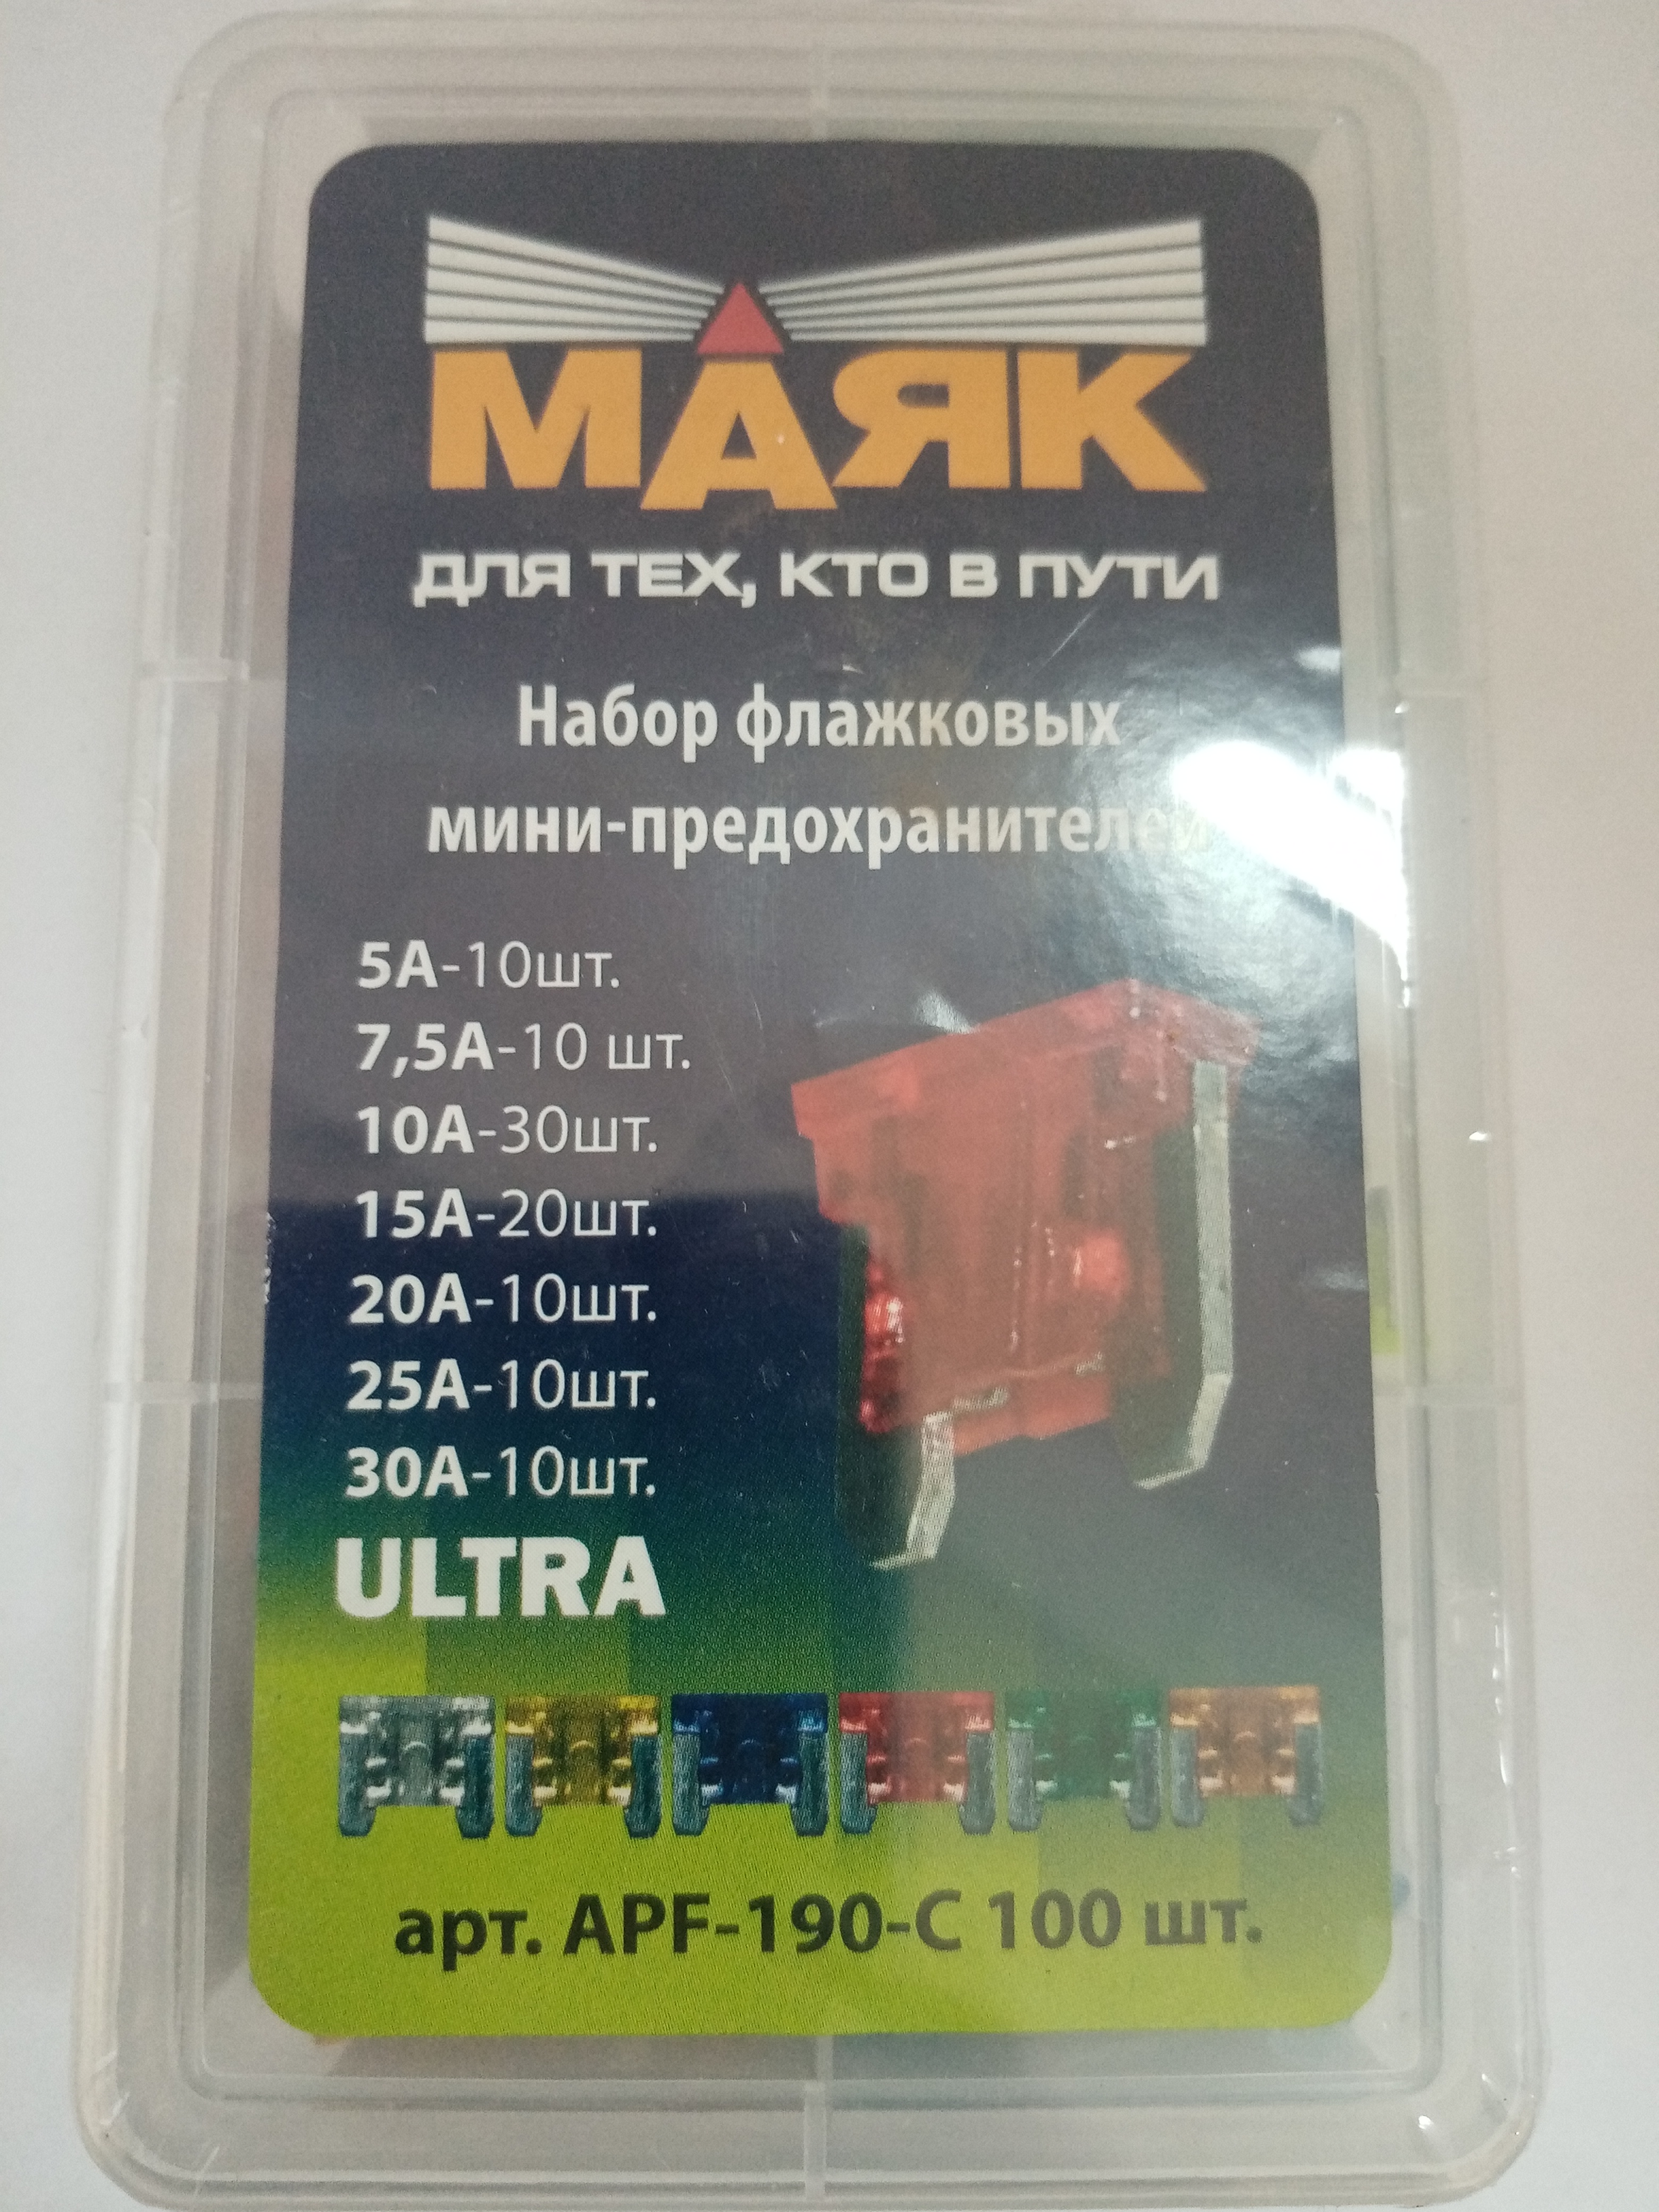 МАЯК
ДЛЯ ТЕХ, КТО В ПУТИ
Набор флажковых
мини-предохранителей
5А-10шт.
7,5А-10 шт.
10А-30шт.
15А-20шт.
20А-10шт.
25А-10шт.
30А-10шт.
ULTRA
арт. APF-190-C 100 шт.